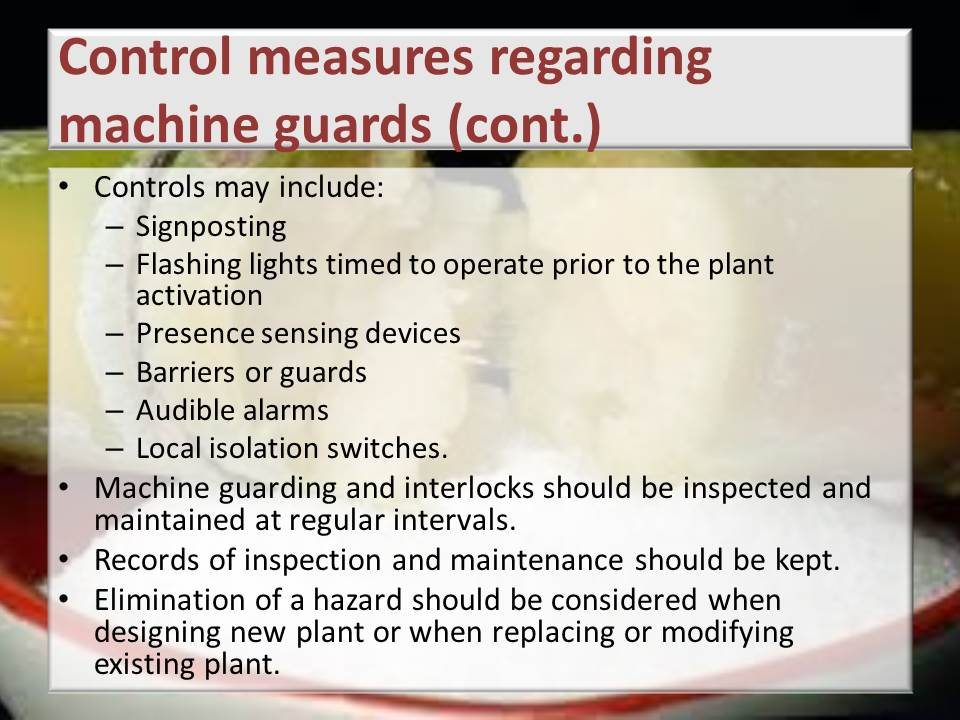 Control measures regarding
machine guards (cont.)
• Controls may include:
– Signposting
– Flashing lights timed to operate prior to the plant
activation
– Presence sensing devices
– Barriers or guards
– Audible alarms
– Local isolation switches.
• Machine guarding and interlocks should be inspected and
maintained at regular intervals.
• Records of inspection and maintenance should be kept.
• Elimination of a hazard should be considered when
designing new plant or when replacing or modifying
existing plant.